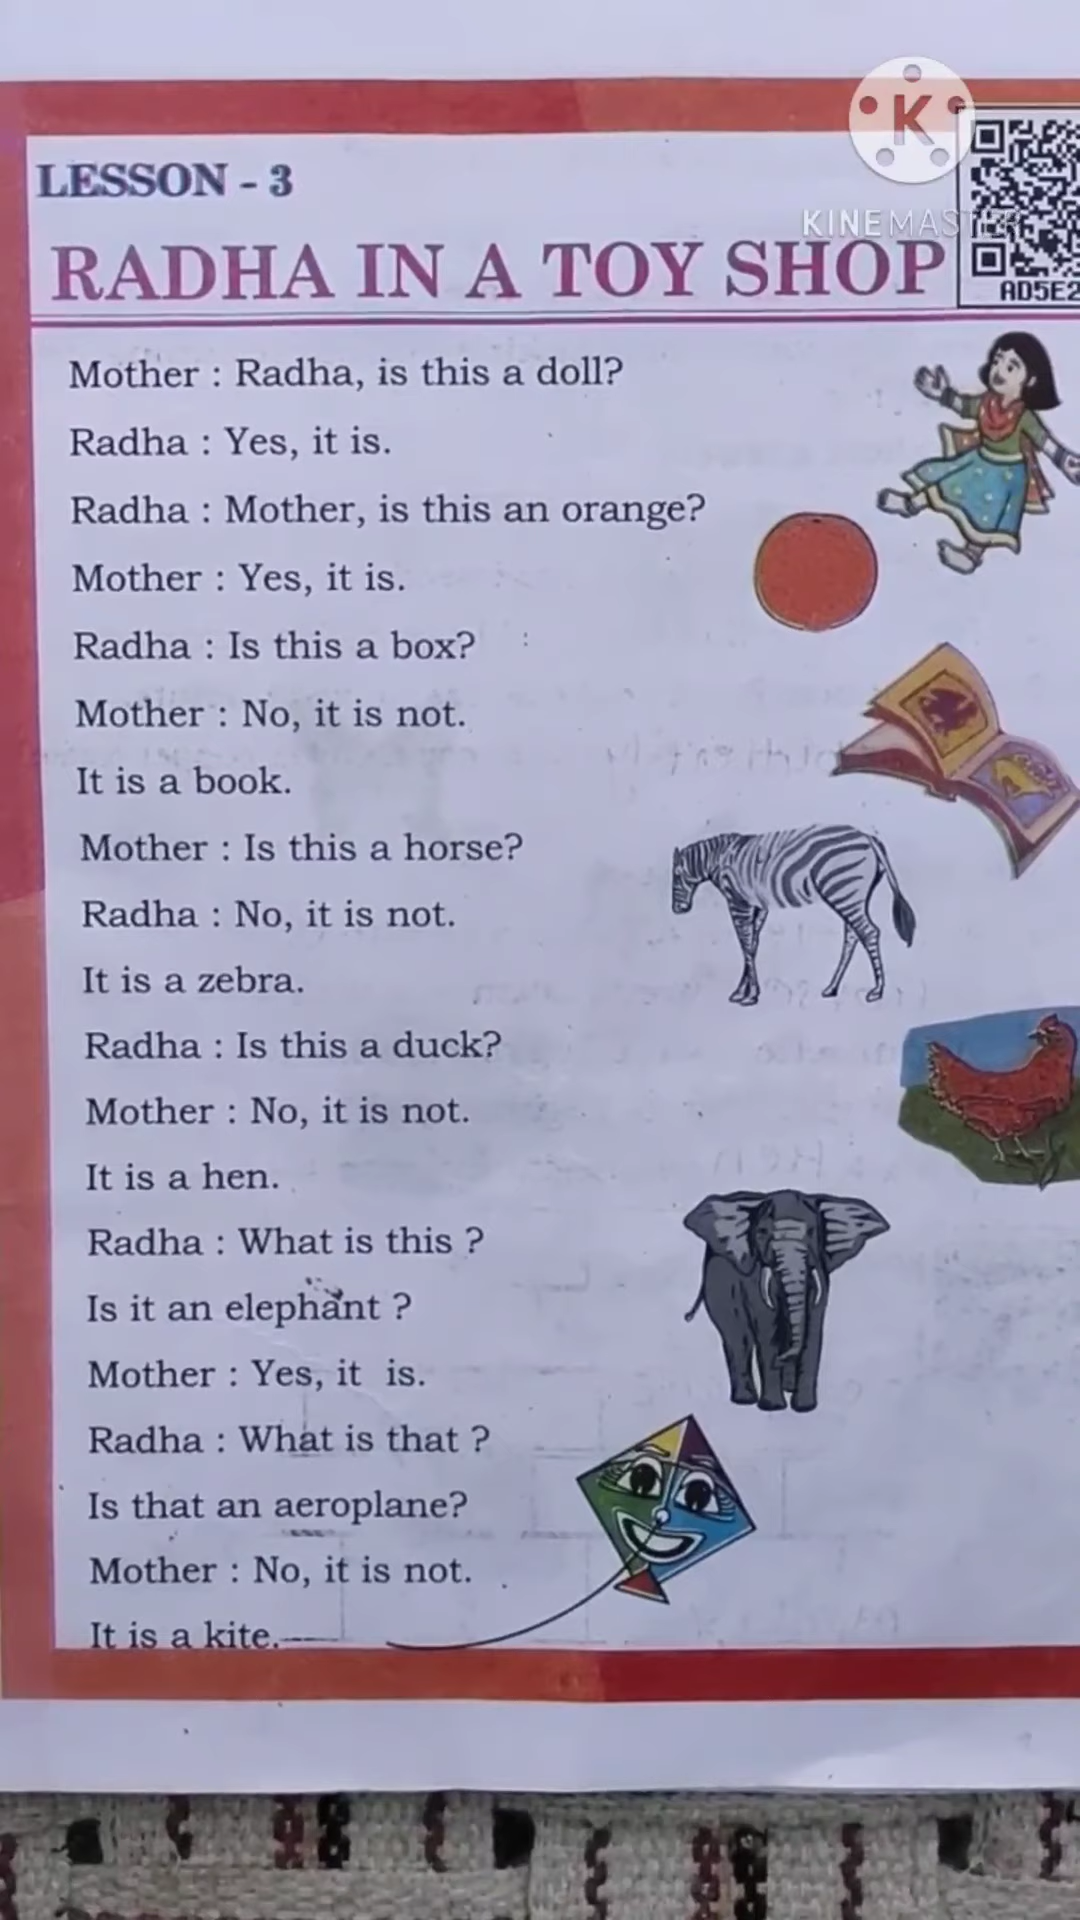 K
KINEMASTER
LESSON - 3
RADHA IN A TOY SHOP
AD5E2
Mother : Radha, is this a doll?
Radha : Yes, it is.
Radha : Mother, is this an orange?
Mother : Yes, it is.
Radha : Is this a box?
Mother : No, it is not.
It is a book.
Mother : Is this a horse?
Radha : No, it is not.
It is a zebra.
Radha : Is this a duck?
Mother : No, it is not.
It is a hen.
Radha : What is this ?
Is it an elephant ?
Mother : Yes, it is.
Radha : What is that ?
Is that an aeroplane?
Mother : No, it is not.
It is a kite.